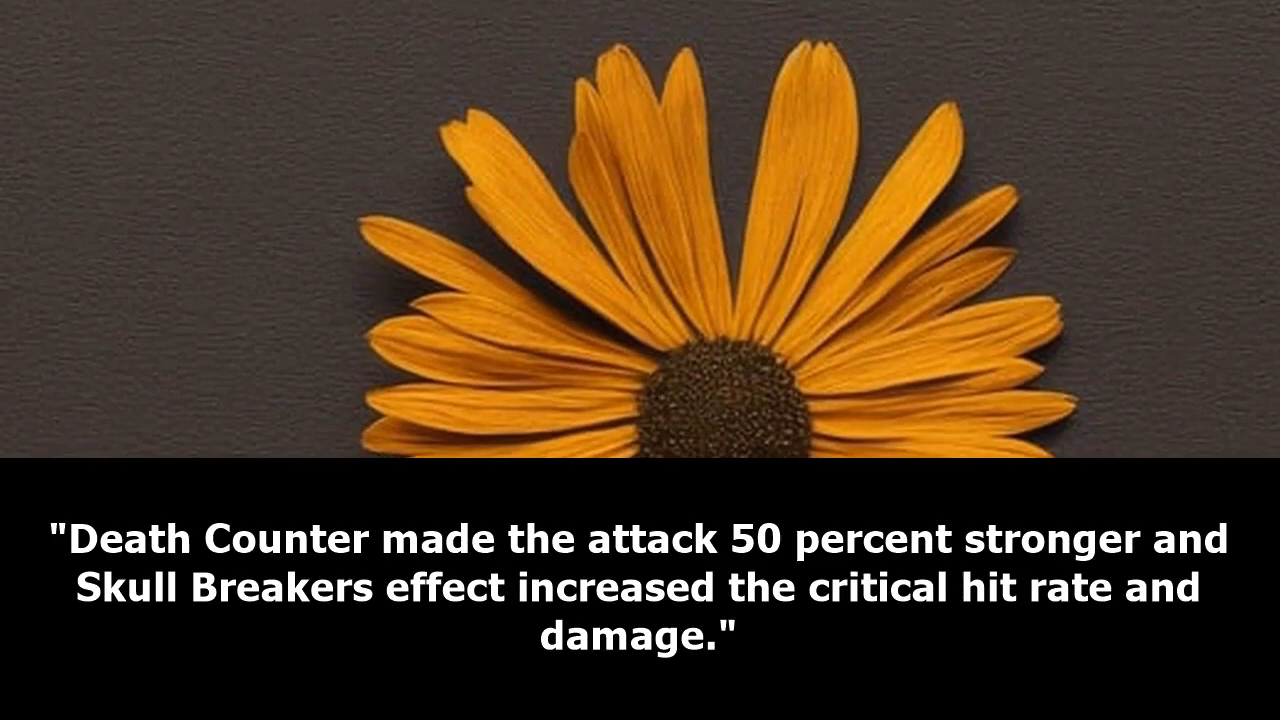 "Death Counter made the attack 50 percent stronger and
Skull Breakers effect increased the critical hit rate and
damage."